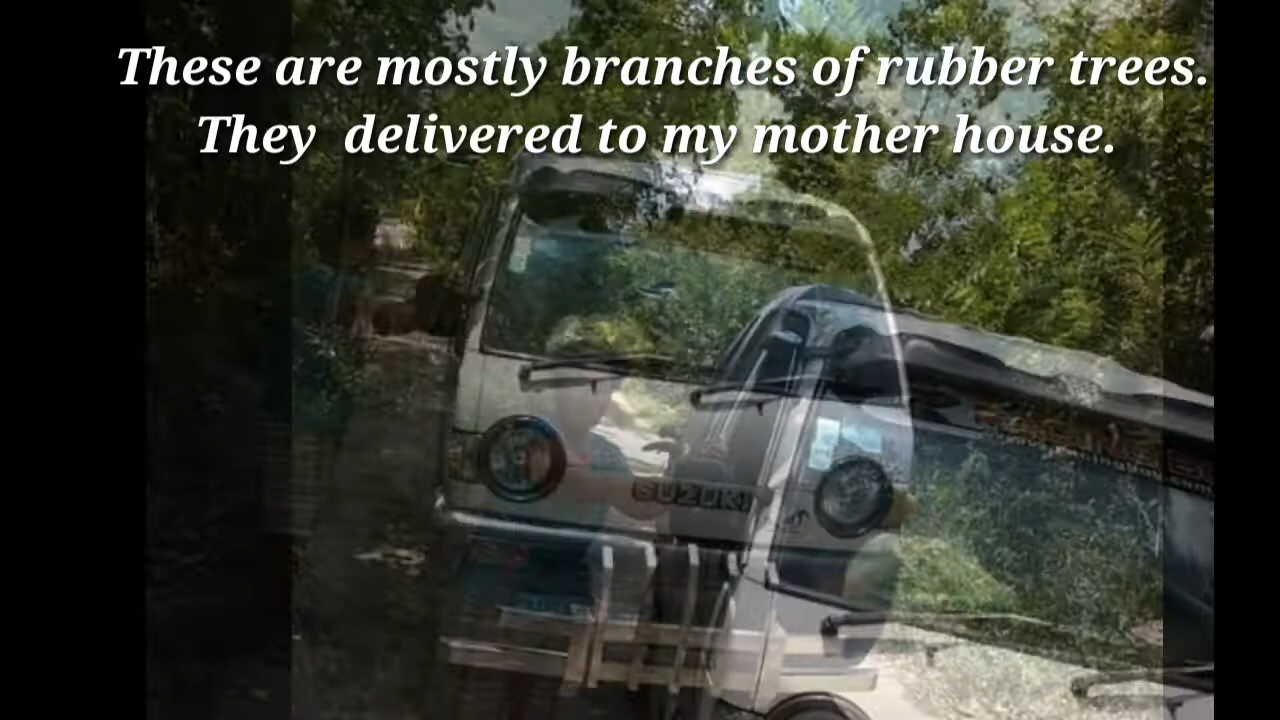 These are mostly branches of rubber trees.
They delivered to my mother house.
SUZUKI